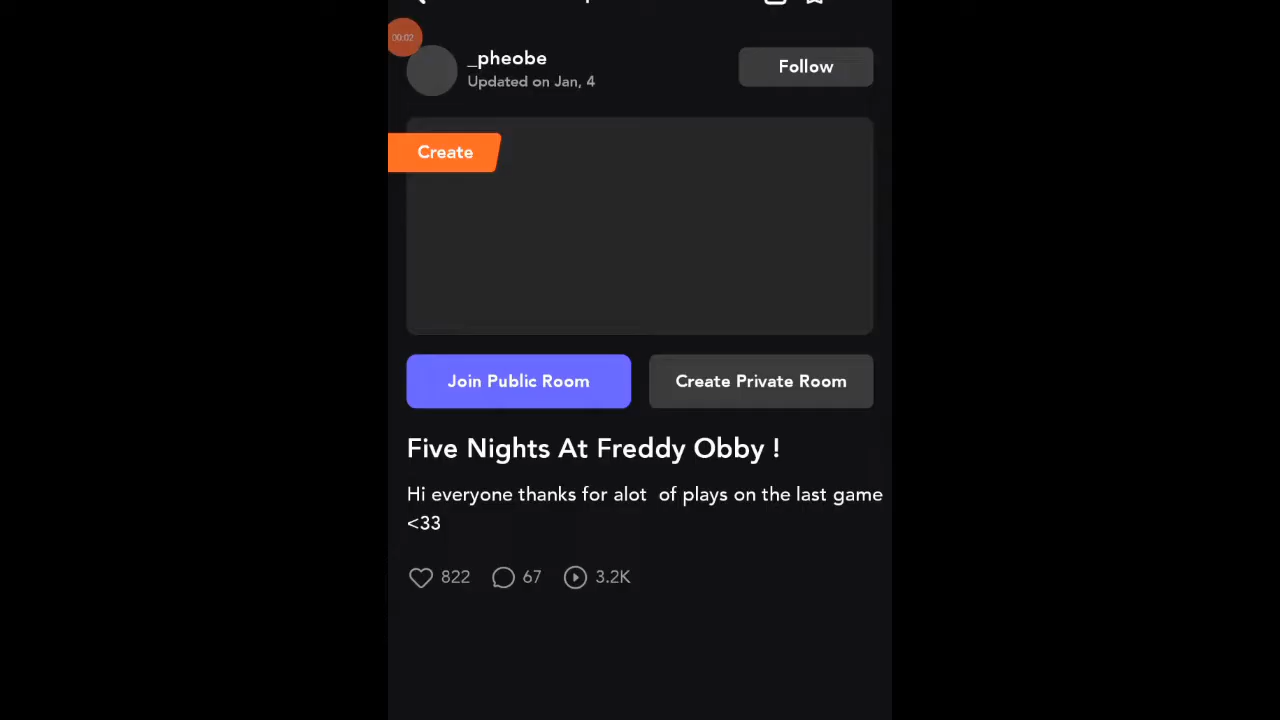 00:02
_pheobe
Updated on Jan, 4
Follow
Create
Join Public Room
Create Private Room
Five Nights At Freddy Obby !
Hi everyone thanks for alot  of plays on the last game
<33
822
67
3.2K